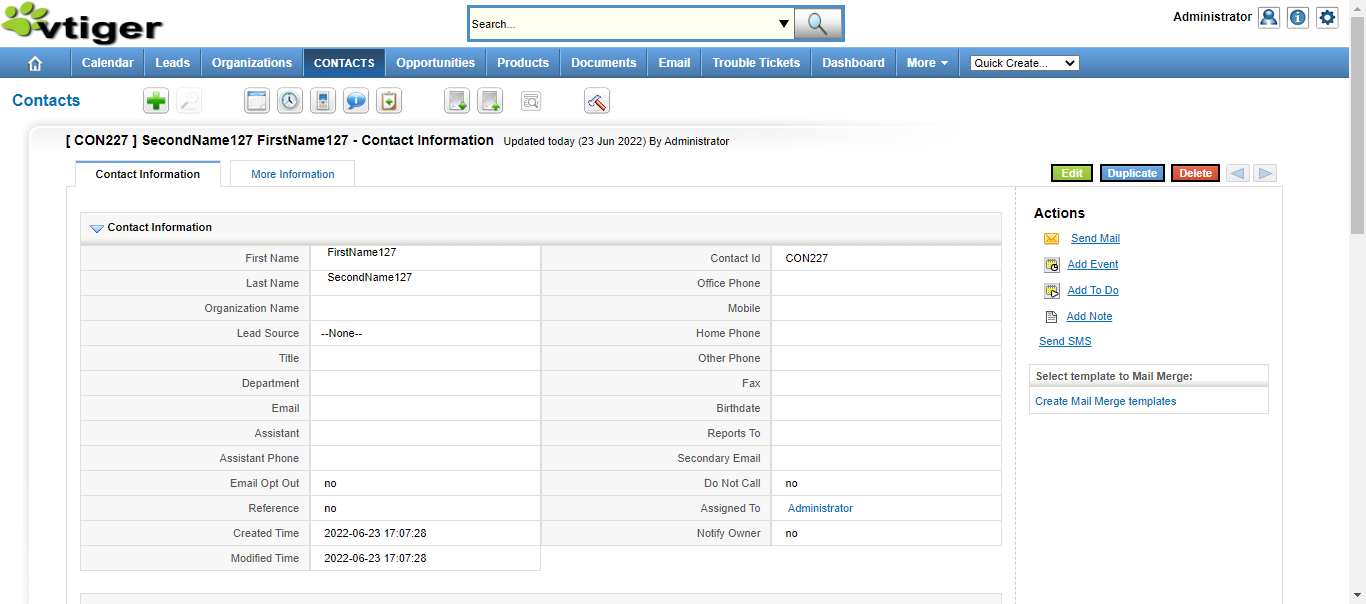 vtiger
Search...
Administrator
Calendar Leads Organizations CONTACTS Opportunities Products Documents Email Trouble Tickets Dashboard More Quick Create...
Contacts
[ CON227 ] SecondName127 FirstName127 - Contact Information Updated today (23 Jun 2022) By Administrator
Contact Information More Information Edit Duplicate Delete
Contact Information
First Name FirstName127 Contact Id CON227
Last Name SecondName127 Office Phone
Organization Name Mobile
Lead Source --None-- Home Phone
Title Other Phone
Department Fax
Email Birthdate
Assistant Reports To
Assistant Phone Secondary Email
Email Opt Out no Do Not Call no
Reference no Assigned To Administrator
Created Time 2022-06-23 17:07:28 Notify Owner no
Modified Time 2022-06-23 17:07:28
Actions
Send Mail
Add Event
Add To Do
Add Note
Send SMS
Select template to Mail Merge:
Create Mail Merge templates